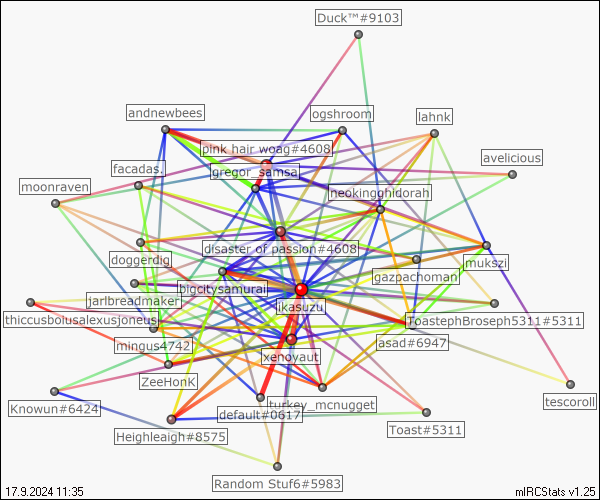 Duck™#9103
andnewbees
ogshroom
lahnk
pink hair woag#4608
avelicious
facadas.
gregor_samsa
moonraven
neokingghidorah
disaster of passion#4608
doggerdig
mukszi
gazpachoman
bigcitysamurai
jarlbreadmaker
ikasuzu
thiccusboiusalexusjoneus
ToastephBroseph5311#5311
mingus4742
asad#6947
xenoyaut
ZeeHonK
tescoroll
turkey_mcnugget
Knowun#6424
default#0617
Toast#5311
Heighleaigh#8575
Random Stuf6#5983
17.9.2024 11:35
mIRCStats v1.25